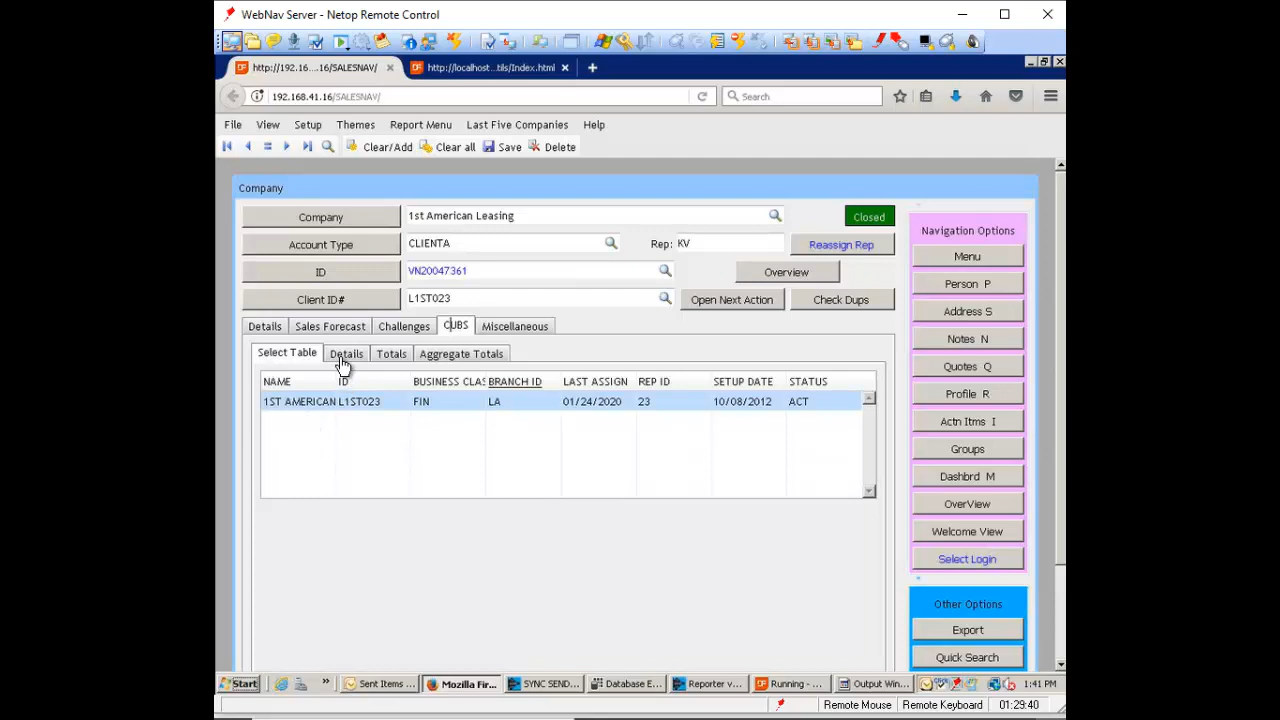 WebNav Server - Netop Remote Control
http://192.16....16/SALESNAV/ http://localhost...tils/Index.html
192.168.41.16/SALESNAV/ Search
File View Setup Themes Report Menu Last Five Companies Help
Clear/Add Clear all Save Delete
Company
Company 1st American Leasing Closed
Account Type CLIENTA Rep: KV Reassign Rep
ID VN20047361 Overview
Client ID# L1ST023 Open Next Action Check Dups
Details Sales Forecast Challenges CUBS Miscellaneous
Select Table Details Totals Aggregate Totals
NAME ID BUSINESS CLAS BRANCH ID LAST ASSIGN REP ID SETUP DATE STATUS
1ST AMERICAN L1ST023 FIN LA 01/24/2020 23 10/08/2012 ACT
Navigation Options
Menu
Person P
Address S
Notes N
Quotes Q
Profile R
Actn Itms I
Groups
Dashbrd M
OverView
Welcome View
Select Login
Other Options
Export
Quick Search
Start Sent Items ... Mozilla Fir... SYNC SEND... Database E... Reporter v... Running - ... Output Win... 1:41 PM
Remote Mouse Remote Keyboard 01:29:40